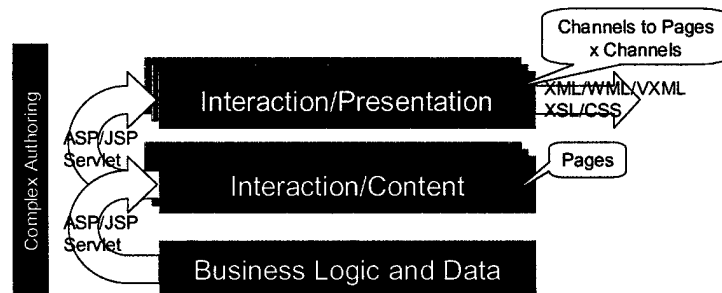 Channels to Pages
x Channels
Complex Authoring
Interaction/Presentation
XML/WML/VXML
XSL/CSS
ASP/JSP
Servlet
Interaction/Content
Pages
ASP/JSP
Servlet
Business Logic and Data